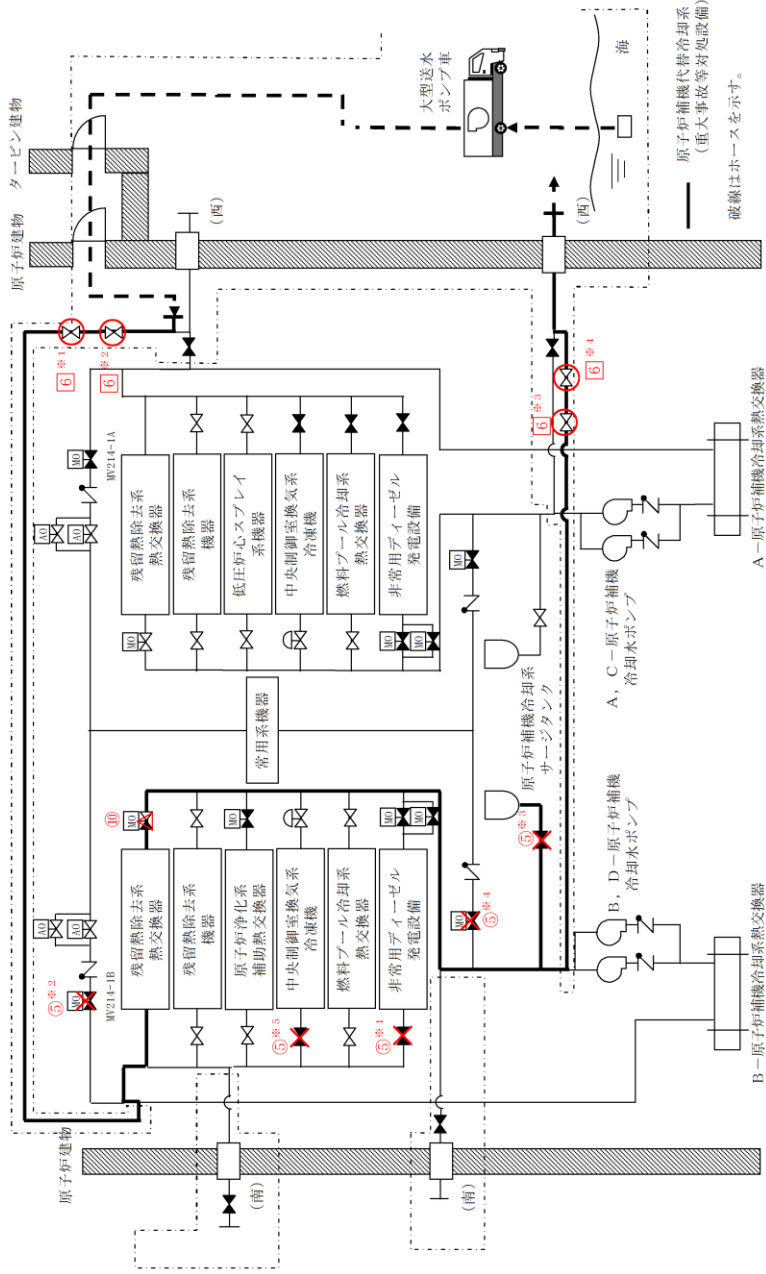 原子炉建物
タービン建物
大型送水
ポンプ車
海
原子炉補機代替冷却系
(重大事故等対処設備)
破線はホースを示す。
(西)
(西)
6 ※1
6 ※2
6 ※3
6 ※4
MO
MV214-1A
AO
AO
残留熱除去系
熱交換器
残留熱除去系
機器
低圧炉心スプレイ
系機器
中央制御室換気系
冷凍機
燃料プール冷却系
熱交換器
非常用ディーゼル
発電設備
MO
MO
MO
MO
常用系機器
原子炉補機冷却系
サージタンク
A,C-原子炉補機
冷却水ポンプ
A-原子炉補機冷却系熱交換器
AO
AO
⑤※2
MO
MV214-1B
⑩
MO
残留熱除去系
熱交換器
残留熱除去系
機器
原子炉浄化系
補助熱交換器
中央制御室換気系
冷凍機
燃料プール冷却系
熱交換器
非常用ディーゼル
発電設備
MO
MO
MO
⑤※5
⑤※1
⑤※3
MO
⑤※4
B,D-原子炉補機
冷却水ポンプ
B-原子炉補機冷却系熱交換器
原子炉建物
(南)
(南)